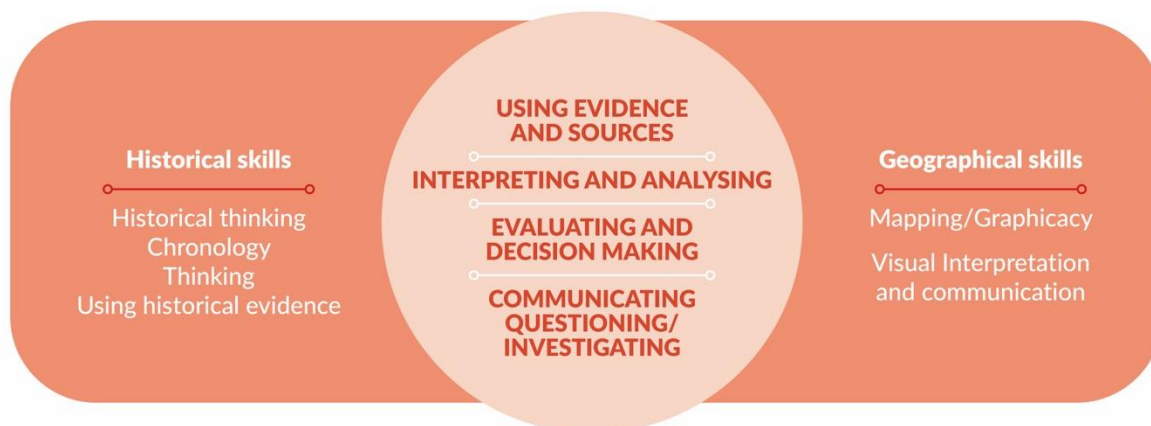 Historical skills
Historical thinking
Chronology
Thinking
Using historical evidence
USING EVIDENCE
AND SOURCES
INTERPRETING AND ANALYSING
EVALUATING AND
DECISION MAKING
COMMUNICATING
QUESTIONING/
INVESTIGATING
Geographical skills
Mapping/Graphicacy
Visual Interpretation
and communication